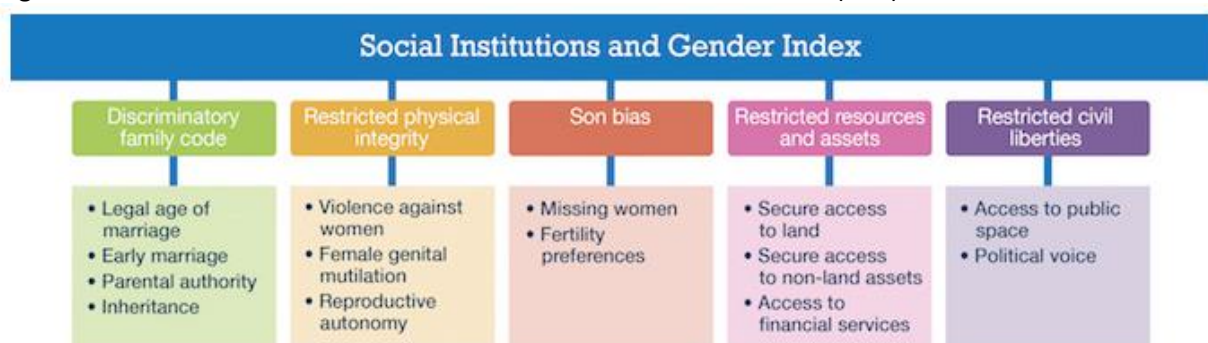 Social Institutions and Gender Index
Discriminatory
family code
Restricted physical
integrity
Son bias
Restricted resources
and assets
Restricted civil
liberties
• Legal age of
marriage
• Early marriage
• Parental authority
• Inheritance
• Violence against
women
• Female genital
mutilation
• Reproductive
autonomy
• Missing women
• Fertility
preferences
• Secure access
to land
• Secure access
to non-land assets
• Access to
financial services
• Access to public
space
• Political voice